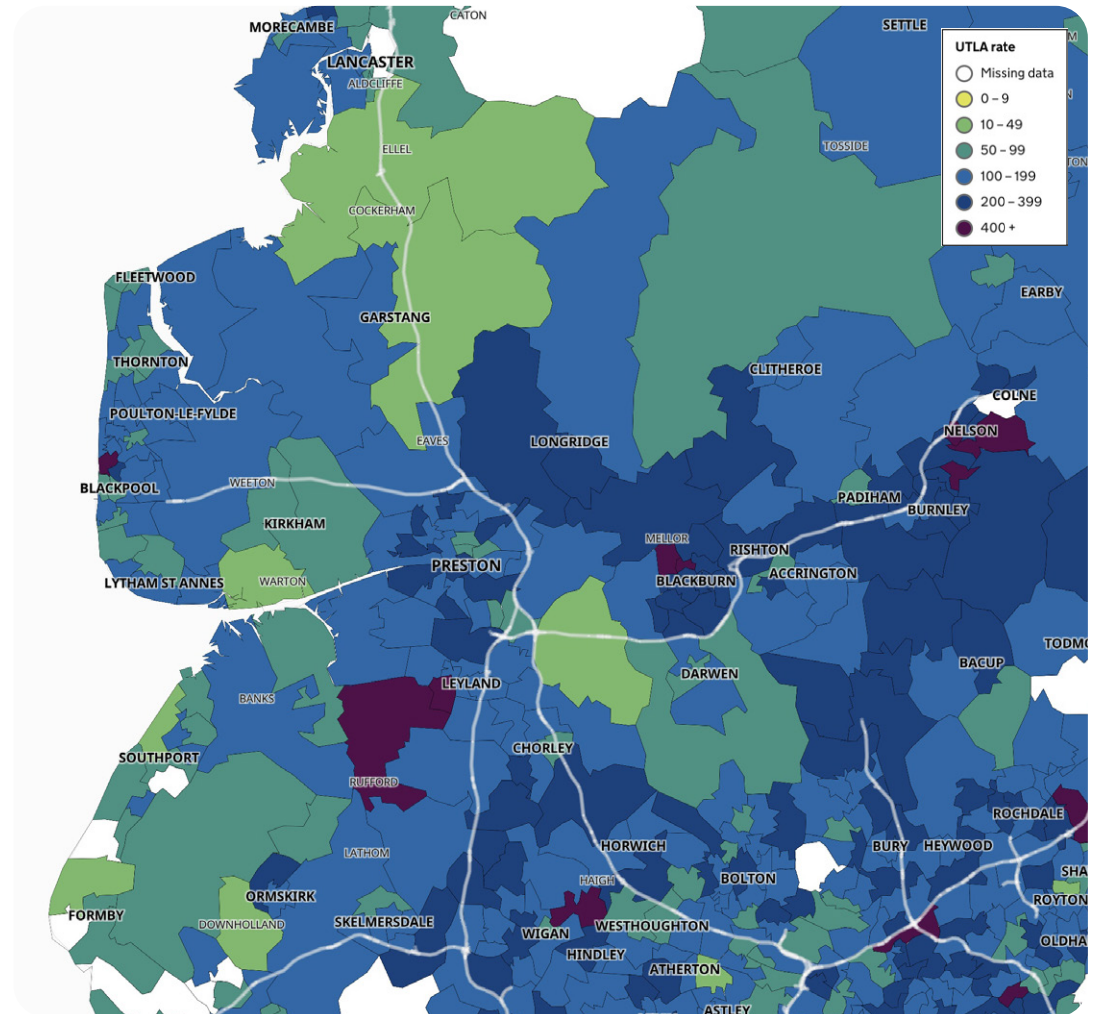 CATON
MORECAMBE
SETTLE
UTLA rate
Missing data
0 – 9
10 – 49
50 – 99
100 – 199
200 – 399
400 +
LANCASTER
ALDCLIFFE
ELLEL
TOSSIDE
COCKERHAM
FLEETWOOD
EARBY
GARSTANG
THORNTON
CLITHEROE
COLNE
POULTON-LE-FYLDE
NELSON
EAVES
LONGRIDGE
WEETON
BLACKPOOL
PADIHAM
BURNLEY
KIRKHAM
MELLOR
RISHTON
PRESTON
ACCRINGTON
LYTHAM ST ANNES
WARTON
BLACKBURN
TODMO
BACUP
DARWEN
LEYLAND
BANKS
CHORLEY
SOUTHPORT
RUFFORD
ROCHDALE
HORWICH
BURY
HEYWOOD
LATHOM
SHA
BOLTON
HAIGH
ORMSKIRK
ROYTON
FORMBY
DOWNHOLLAND
SKELMERSDALE
WESTHOUGHTON
WIGAN
OLDHA
HINDLEY
ATHERTON
ASTLEY